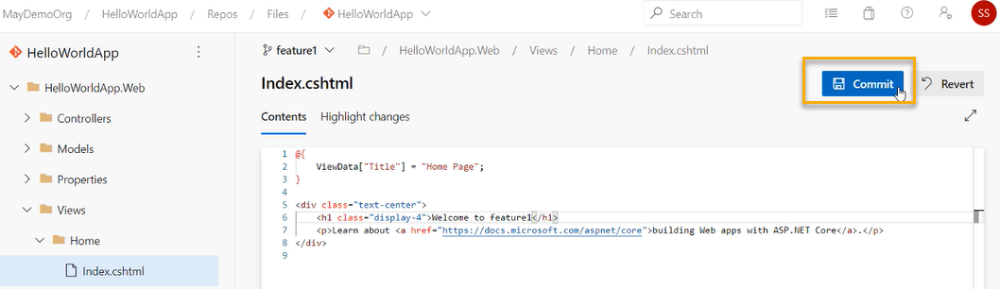 MayDemoOrg / HelloWorldApp / Repos / Files / HelloWorldApp
Search
SS
HelloWorldApp
HelloWorldApp.Web
Controllers
Models
Properties
Views
Home
Index.cshtml
feature1 / HelloWorldApp.Web / Views / Home / Index.cshtml
Index.cshtml
Commit
Revert
Contents
Highlight changes
1 @{
2 ViewData["Title"] = "Home Page";
3 }
4
5 <div class="text-center">
6 <h1 class="display-4">Welcome to feature1</h1>
7 <p>Learn about <a href="https://docs.microsoft.com/aspnet/core">building Web apps with ASP.NET Core</a>.</p>
8 </div>
9